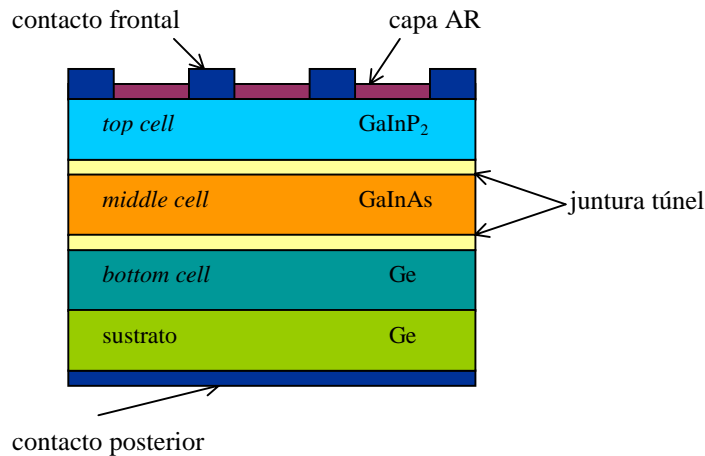 contacto frontal
capa AR
top cell GaInP₂
middle cell GaInAs
juntura túnel
bottom cell Ge
sustrato Ge
contacto posterior